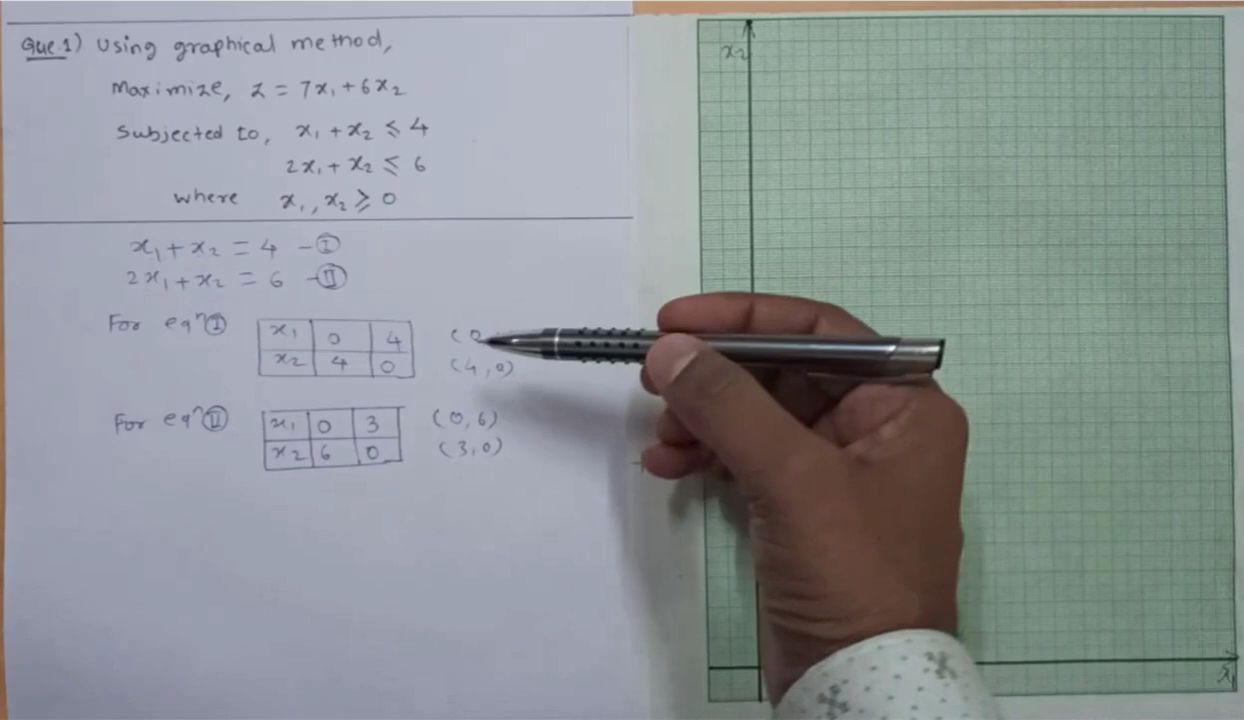 Que.1) Using graphical method,
Maximize, Z = 7x₁ + 6x₂
Subjected to, x₁ + x₂ ≤ 4
2x₁ + x₂ ≤ 6
where x₁, x₂ ≥ 0
x₁ + x₂ = 4 - Ⓘ
2x₁ + x₂ = 6 - Ⅱ
For eqⁿ Ⓘ
x₁ 0 4 (0
x₂ 4 0 (4,0)
For eqⁿ Ⅱ
x₁ 0 3 (0,6)
x₂ 6 0 (3,0)
x₂